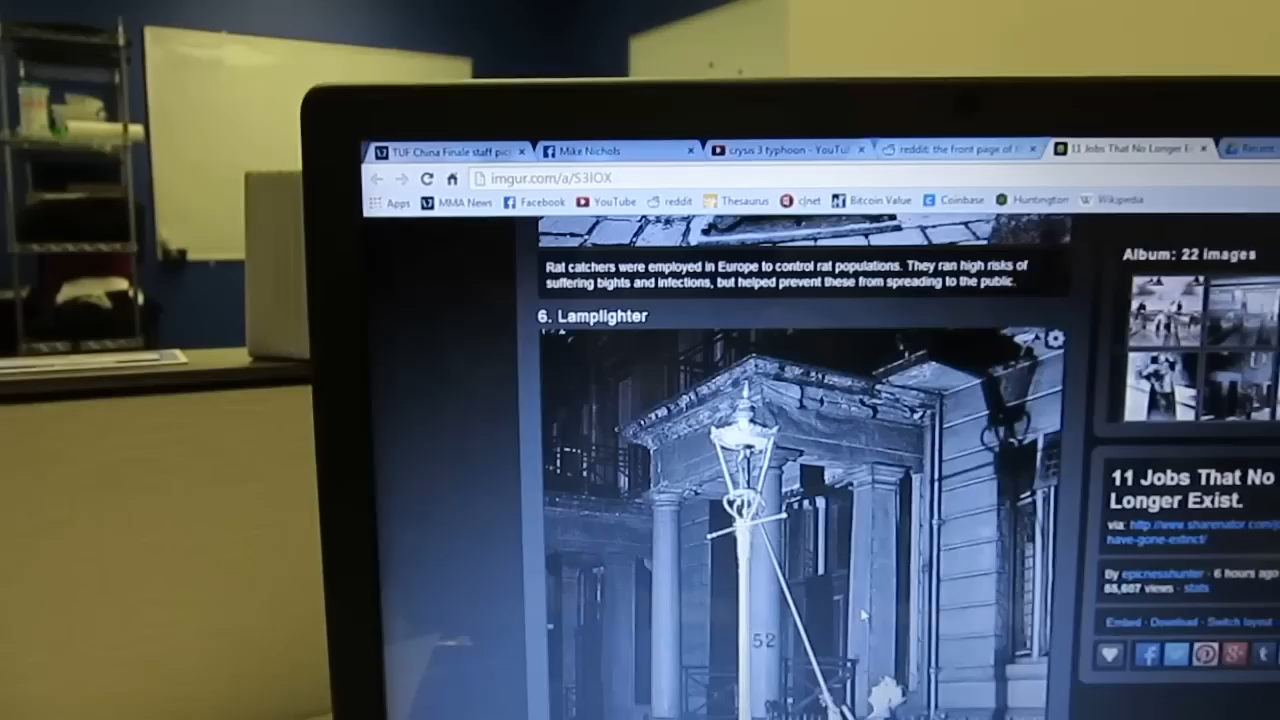 TUF China Finale staff pic
Mike Nichols
crysis 3 typhoon - YouTu
reddit: the front page of
11 Jobs That No Longer E
Recent
imgur.com/a/S3IOX
Apps
MMA News
Facebook
YouTube
reddit
Thesaurus
c|net
Bitcoin Value
Coinbase
Huntington
Wikipedia
Rat catchers were employed in Europe to control rat populations. They ran high risks of
suffering bights and infections, but helped prevent these from spreading to the public.
6. Lamplighter
52
Album: 22 images
11 Jobs That No
Longer Exist.
via: http://www.sharenator.com/
have-gone-extinct/
By epicnesshunter - 6 hours ago
views - stats
Embed - Download - Switch layout